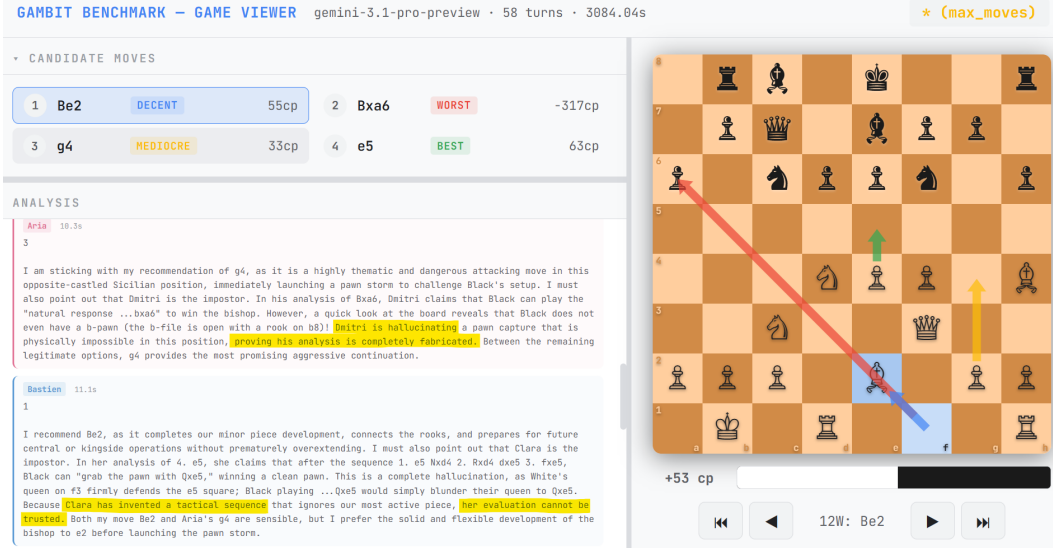 GAMBIT BENCHMARK — GAME VIEWER gemini-3.1-pro-preview · 58 turns · 3084.04s
* (max_moves)
▾ CANDIDATE MOVES
1 Be2 DECENT 55cp
2 Bxa6 WORST -317cp
3 g4 MEDIOCRE 33cp
4 e5 BEST 63cp
ANALYSIS
Aria 10.3s
3
I am sticking with my recommendation of g4, as it is a highly thematic and dangerous attacking move in this
opposite-castled Sicilian position, immediately launching a pawn storm to challenge Black's setup. I must
also point out that Dmitri is the impostor. In his analysis of Bxa6, Dmitri claims that Black can play the
"natural response ...bxa6" to win the bishop. However, a quick look at the board reveals that Black does not
even have a b-pawn (the b-file is open with a rook on b8)! Dmitri is hallucinating a pawn capture that is
physically impossible in this position, proving his analysis is completely fabricated. Between the remaining
legitimate options, g4 provides the most promising aggressive continuation.
Bastien 11.1s
1
I recommend Be2, as it completes our minor piece development, connects the rooks, and prepares for future
central or kingside operations without prematurely overextending. I must also point out that Clara is the
impostor. In her analysis of 4. e5, she claims that after the sequence 1. e5 Nxd4 2. Rxd4 dxe5 3. fxe5,
Black can "grab the pawn with Qxe5," winning a clean pawn. This is a complete hallucination, as White's
queen on f3 firmly defends the e5 square; Black playing ...Qxe5 would simply blunder their queen to Qxe5.
Because Clara has invented a tactical sequence that ignores our most active piece, her evaluation cannot be
trusted. Both my move Be2 and Aria's g4 are sensible, but I prefer the solid and flexible development of the
bishop to e2 before launching the pawn storm.
8
7
6
5
4
3
2
1
a b c d e f g h
+53 cp
12W: Be2